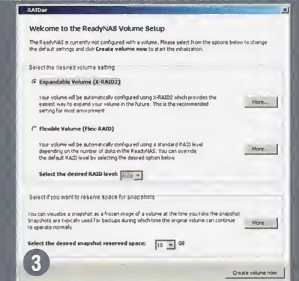 RAIDar
Welcome to the ReadyNAS Volume Setup
The ReadyNAS is currently not configured with a volume. Please select from the options below to change
the default settings and click Create volume now to start the initialization.
Select the desired volume setting
Expandable Volume (X-RAID2)
Your volume will be automatically configured using X-RAID2 which provides the
easiest way to expand your volume in the future. This is the recommended
setting for most environment
More...
Flexible Volume (Flex-RAID)
Your volume will be automatically configured using a standard RAID level
depending on the number of disks in the ReadyNAS. You can override
the default RAID level by selecting the desired option below
More...
Select the desired RAID level:
Select if you want to reserve space for snapshots
You can visualize a snapshot as a frozen image of a volume at the time you take the snapshot
Snapshots are typically used for backups during which time the original volume can continue
to operate normally
More...
Select the desired snapshot reserved space: 10 GB
3
Create volume now